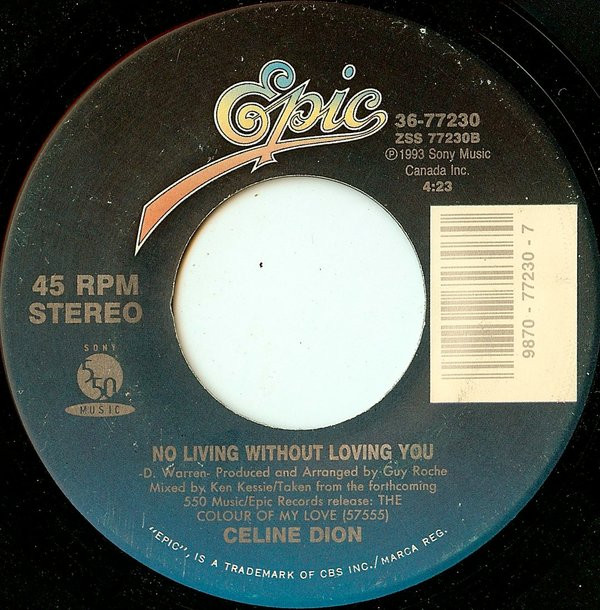 Epic
36-77230
ZSS 77230B
Ⓟ1993 Sony Music
Canada Inc.
4:23
45 RPM
STEREO
9870 - 77230 - 7
SONY
550
MUSIC
NO LIVING WITHOUT LOVING YOU
-D. Warren- Produced and Arranged by Guy Roche
Mixed by Ken Kessie/Taken from the forthcoming
550 Music/Epic Records release: THE
COLOUR OF MY LOVE (57555)
CELINE DION
"EPIC", IS A TRADEMARK OF CBS INC./MARCA REG.